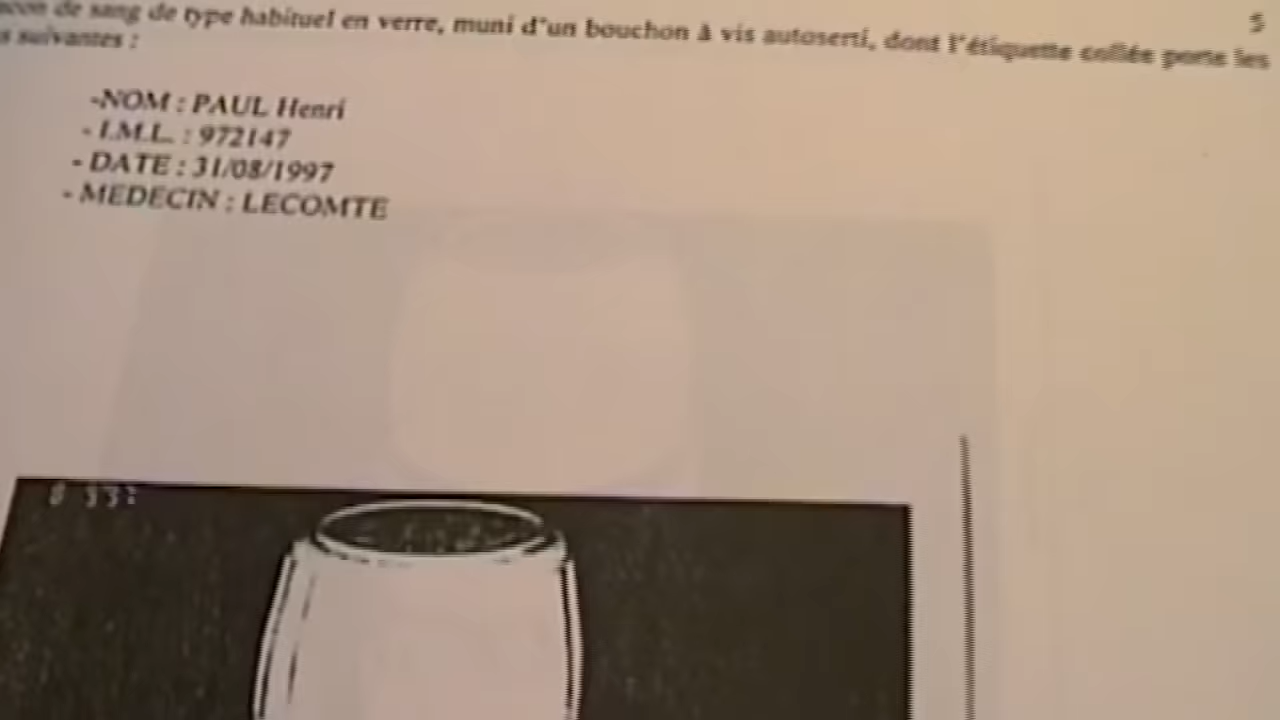 5
de sang de type habituel en verre, muni d'un bouchon à vis autoserti, dont l'étiquette collée porte les
suivantes :
-NOM : PAUL Henri
- I.M.L. : 972147
- DATE : 31/08/1997
- MEDECIN : LECOMTE